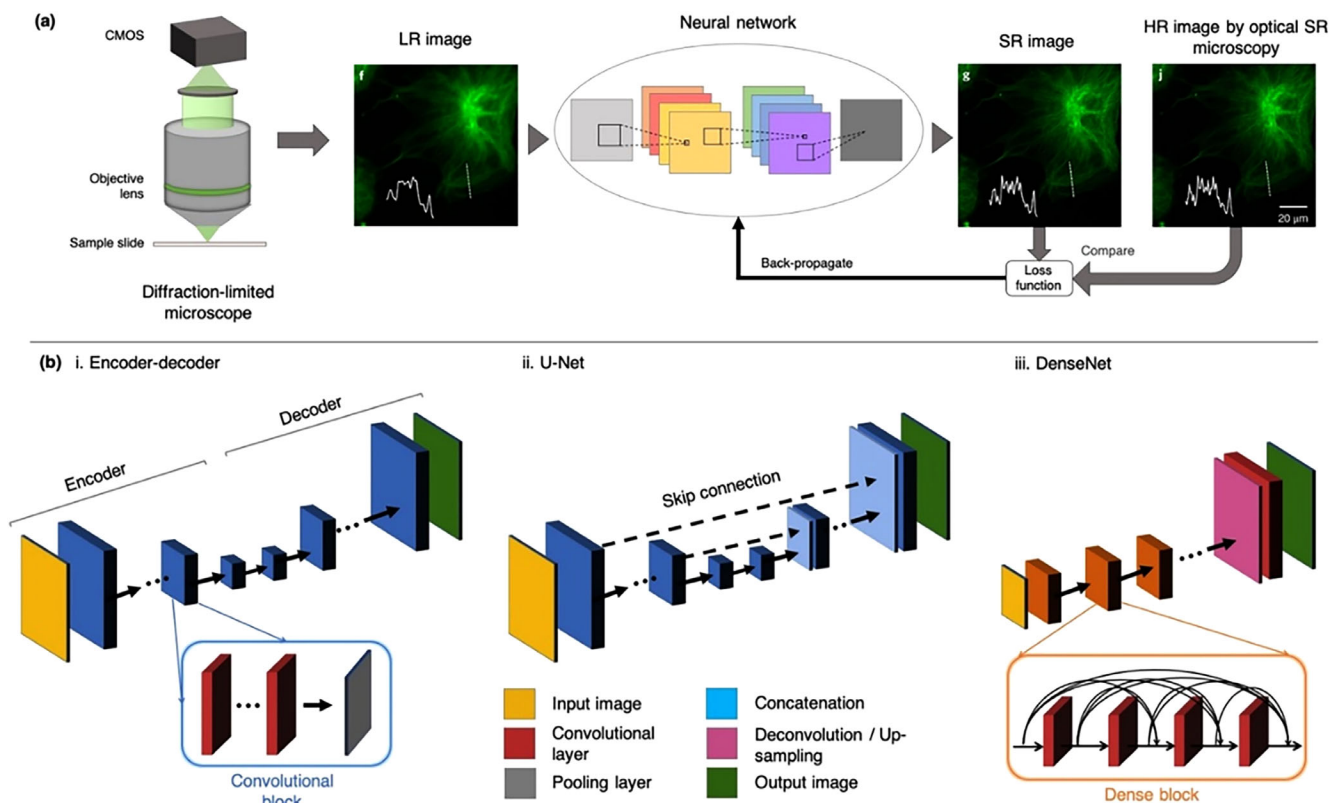 (a)
CMOS
Objective
lens
Sample slide
Diffraction-limited
microscope
LR image
f
Neural network
SR image
g
HR image by optical SR
microscopy
j
20 μm
Back-propagate
Loss
function
Compare
(b)
i. Encoder-decoder
Encoder
Decoder
Convolutional
block
ii. U-Net
Skip connection
Input image
Convolutional
layer
Pooling layer
Concatenation
Deconvolution / Up-
sampling
Output image
iii. DenseNet
Dense block